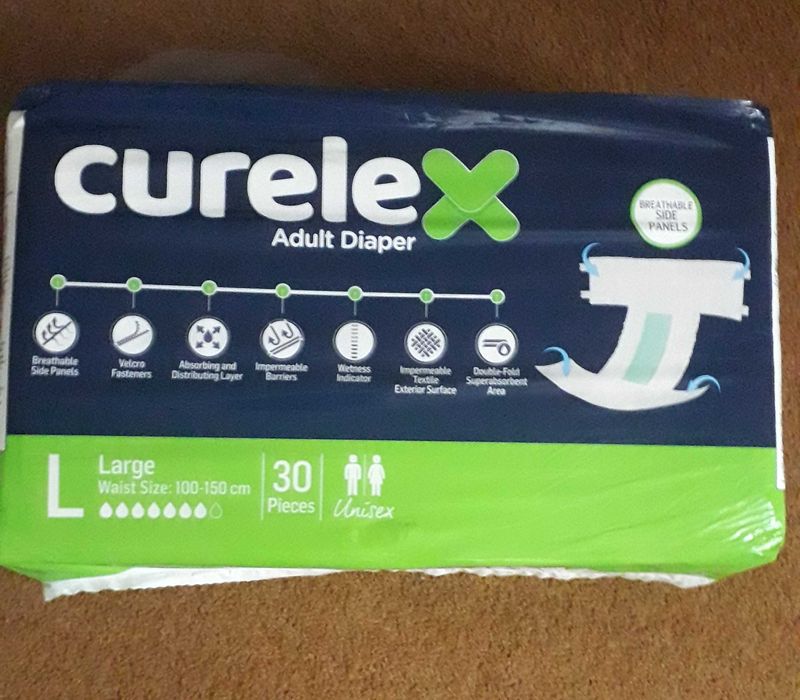 curelex
Adult Diaper
BREATHABLE
SIDE
PANELS
Breathable
Side Panels
Velcro
Fasteners
Absorbing and
Distributing Layer
Impermeable
Barriers
Wetness
Indicator
Impermeable
Textile
Exterior Surface
Double-Fold
Superabsorbent
Area
L
Large
Waist Size: 100-150 cm
30
Pieces
Unisex